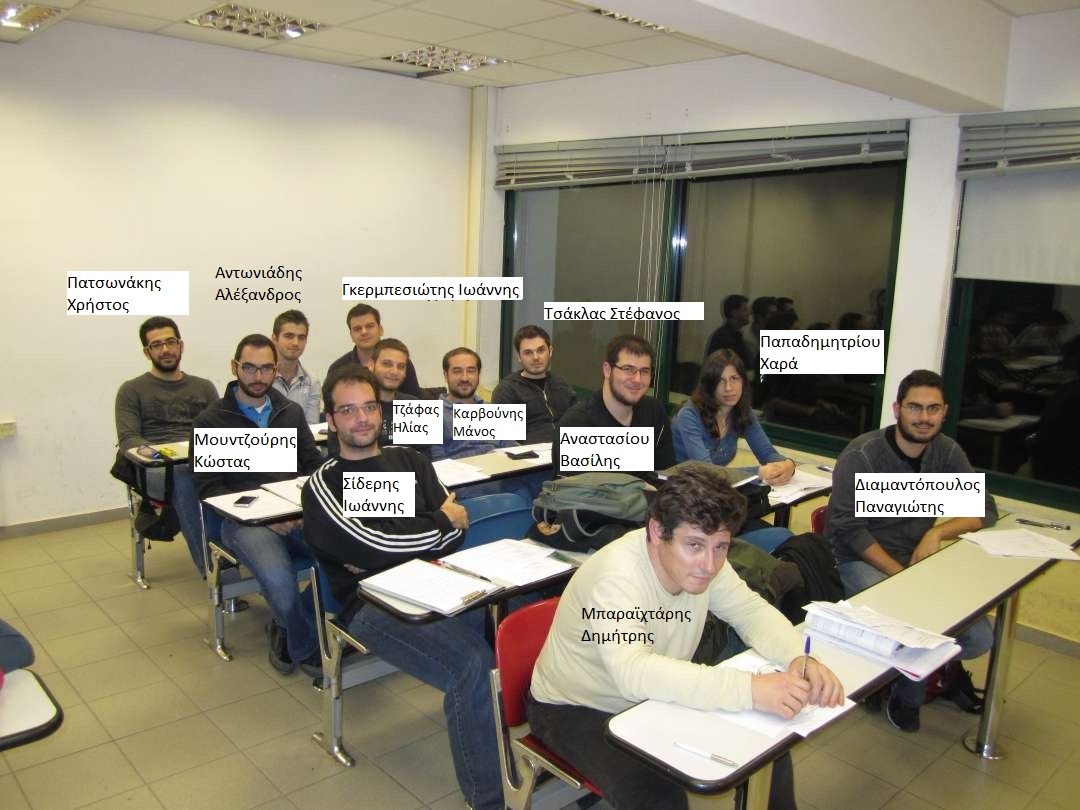 Πατσωνάκης
Χρήστος
Αντωνιάδης
Αλέξανδρος
Γκερμπεσιώτης Ιωάννης
Τσάκλας Στέφανος
Παπαδημητρίου
Χαρά
Μουντζούρης
Κώστας
Τζάφας
Ηλίας
Καρβούνης
Μάνος
Αναστασίου
Βασίλης
Σίδερης
Ιωάννης
Διαμαντόπουλος
Παναγιώτης
Μπαραϊχτάρης
Δημήτρης